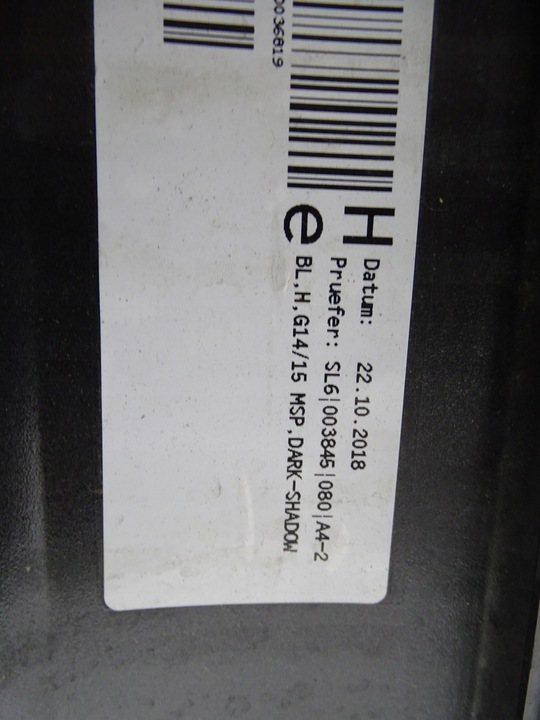 H
Datum: 22.10.2018
Pruefer: SL6|003845|080|A4-2
e
BL,H,G14/15 MSP,DARK-SHADOW
0036819